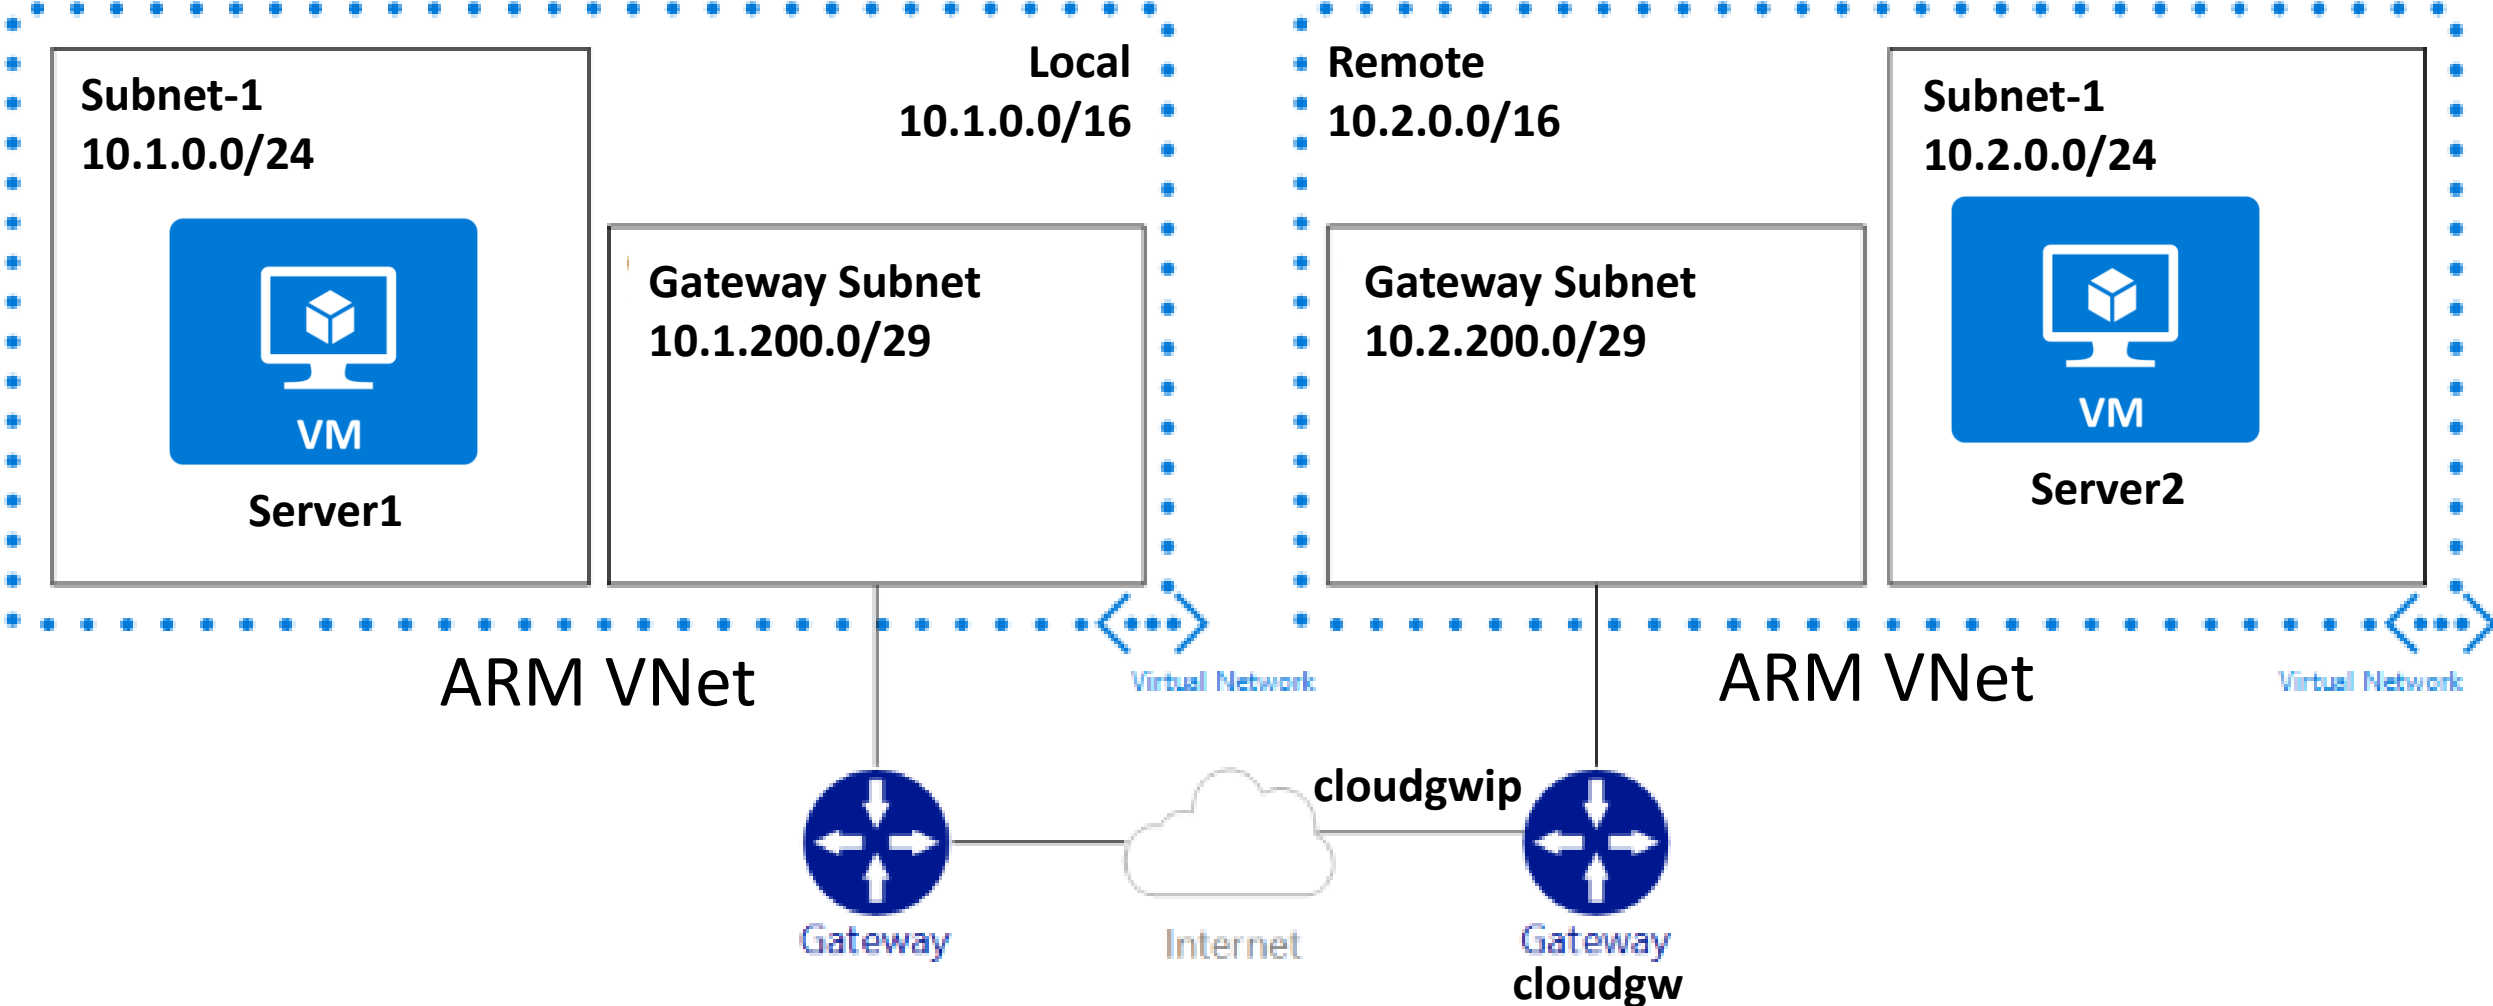 Local
10.1.0.0/16
Subnet-1
10.1.0.0/24
VM
Server1
Gateway Subnet
10.1.200.0/29
Remote
10.2.0.0/16
Gateway Subnet
10.2.200.0/29
Subnet-1
10.2.0.0/24
VM
Server2
ARM VNet
Virtual Network
ARM VNet
Virtual Network
cloudgwip
Gateway
Internet
Gateway
cloudgw